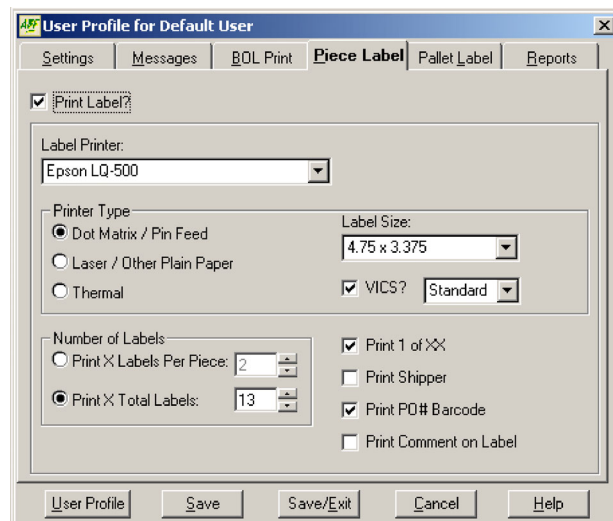 User Profile for Default User
Settings Messages BOL Print Piece Label Pallet Label Reports
Print Label?
Label Printer:
Epson LQ-500
Printer Type
Dot Matrix / Pin Feed
Laser / Other Plain Paper
Thermal
Label Size:
4.75 x 3.375
VICS? Standard
Number of Labels
Print X Labels Per Piece: 2
Print X Total Labels: 13
Print 1 of XX
Print Shipper
Print PO# Barcode
Print Comment on Label
User Profile Save Save/Exit Cancel Help